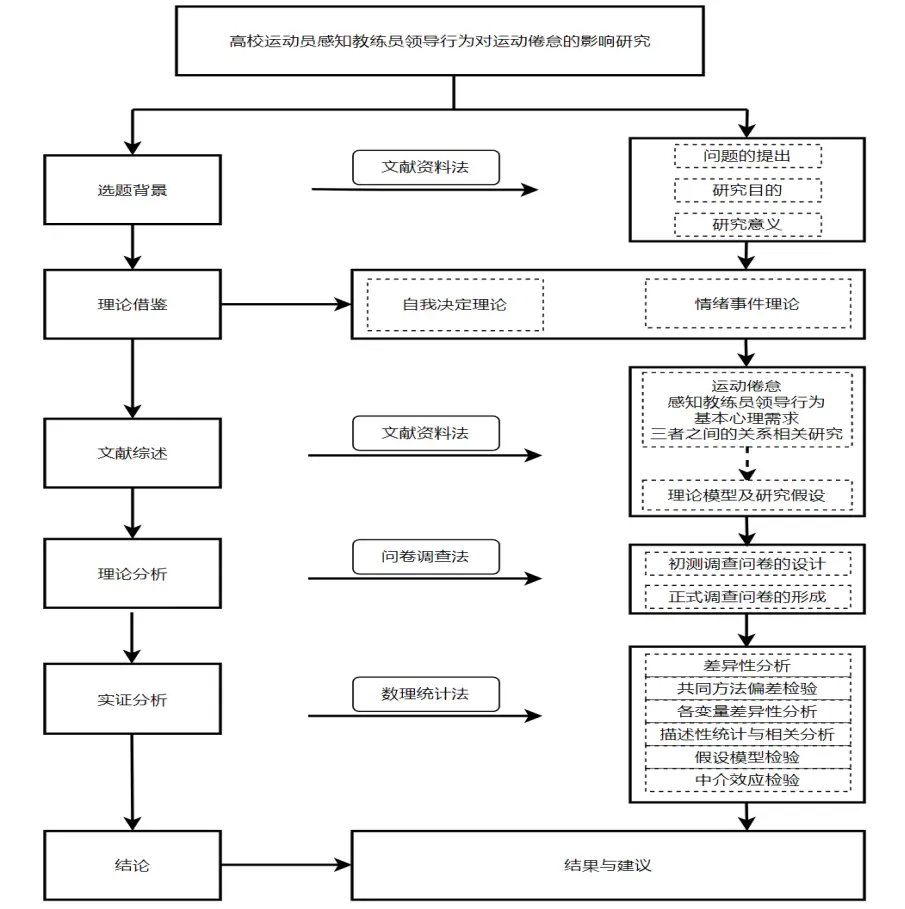 高校运动员感知教练员领导行为对运动倦怠的影响研究
选题背景
文献资料法
问题的提出
研究目的
研究意义
理论借鉴
自我决定理论
情绪事件理论
文献综述
文献资料法
运动倦怠
感知教练员领导行为
基本心理需求
三者之间的关系相关研究
理论模型及研究假设
理论分析
问卷调查法
初测调查问卷的设计
正式调查问卷的形成
实证分析
数理统计法
差异性分析
共同方法偏差检验
各变量差异性分析
描述性统计与相关分析
假设模型检验
中介效应检验
结论
结果与建议